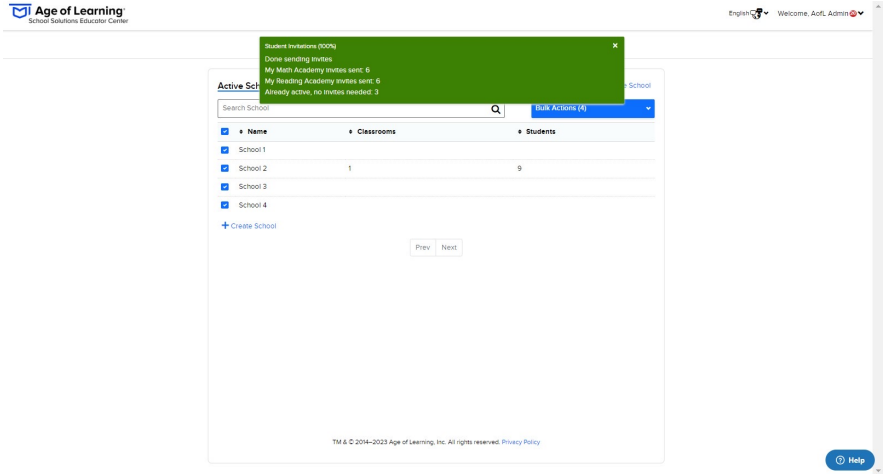 Age of Learning
School Solutions Educator Center
English
Welcome, AofL Admin
Student Invitations (100%)
×
Done sending invites
My Math Academy invites sent: 6
My Reading Academy invites sent: 6
Already active, no invites needed: 3
Active Sch
e School
Search School
Bulk Actions (4)
Name Classrooms Students
School 1
School 2 1 9
School 3
School 4
+ Create School
Prev Next
TM & © 2014–2023 Age of Learning, Inc. All rights reserved. Privacy Policy
Help